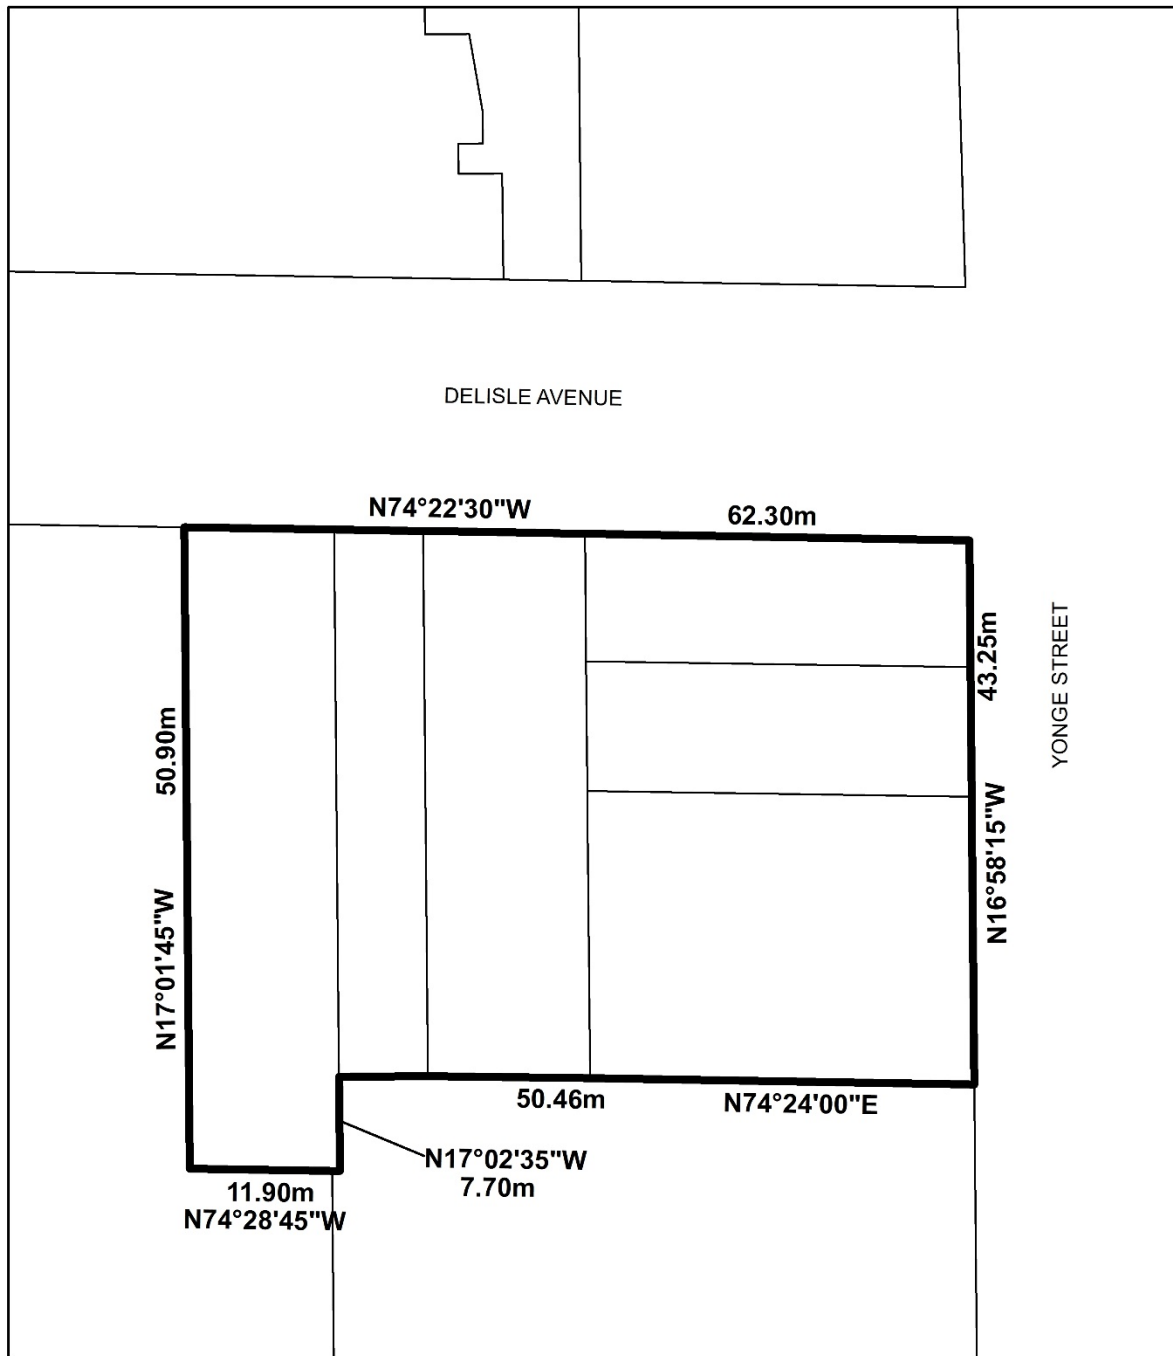 DELISLE AVENUE
N74°22'30"W
62.30m
43.25m
YONGE STREET
50.90m
N16°58'15"W
N17°01'45"W
50.46m
N74°24'00"E
N17°02'35"W
7.70m
11.90m
N74°28'45"W